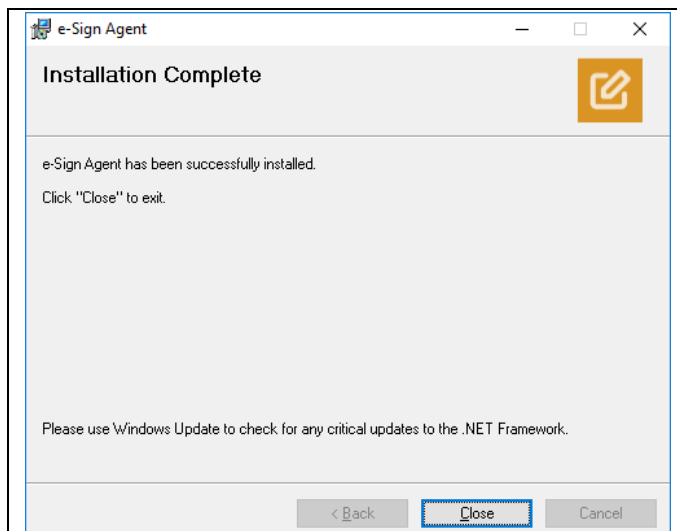 e-Sign Agent
Installation Complete
e-Sign Agent has been successfully installed.
Click "Close" to exit.
Please use Windows Update to check for any critical updates to the .NET Framework.
< Back
Close
Cancel